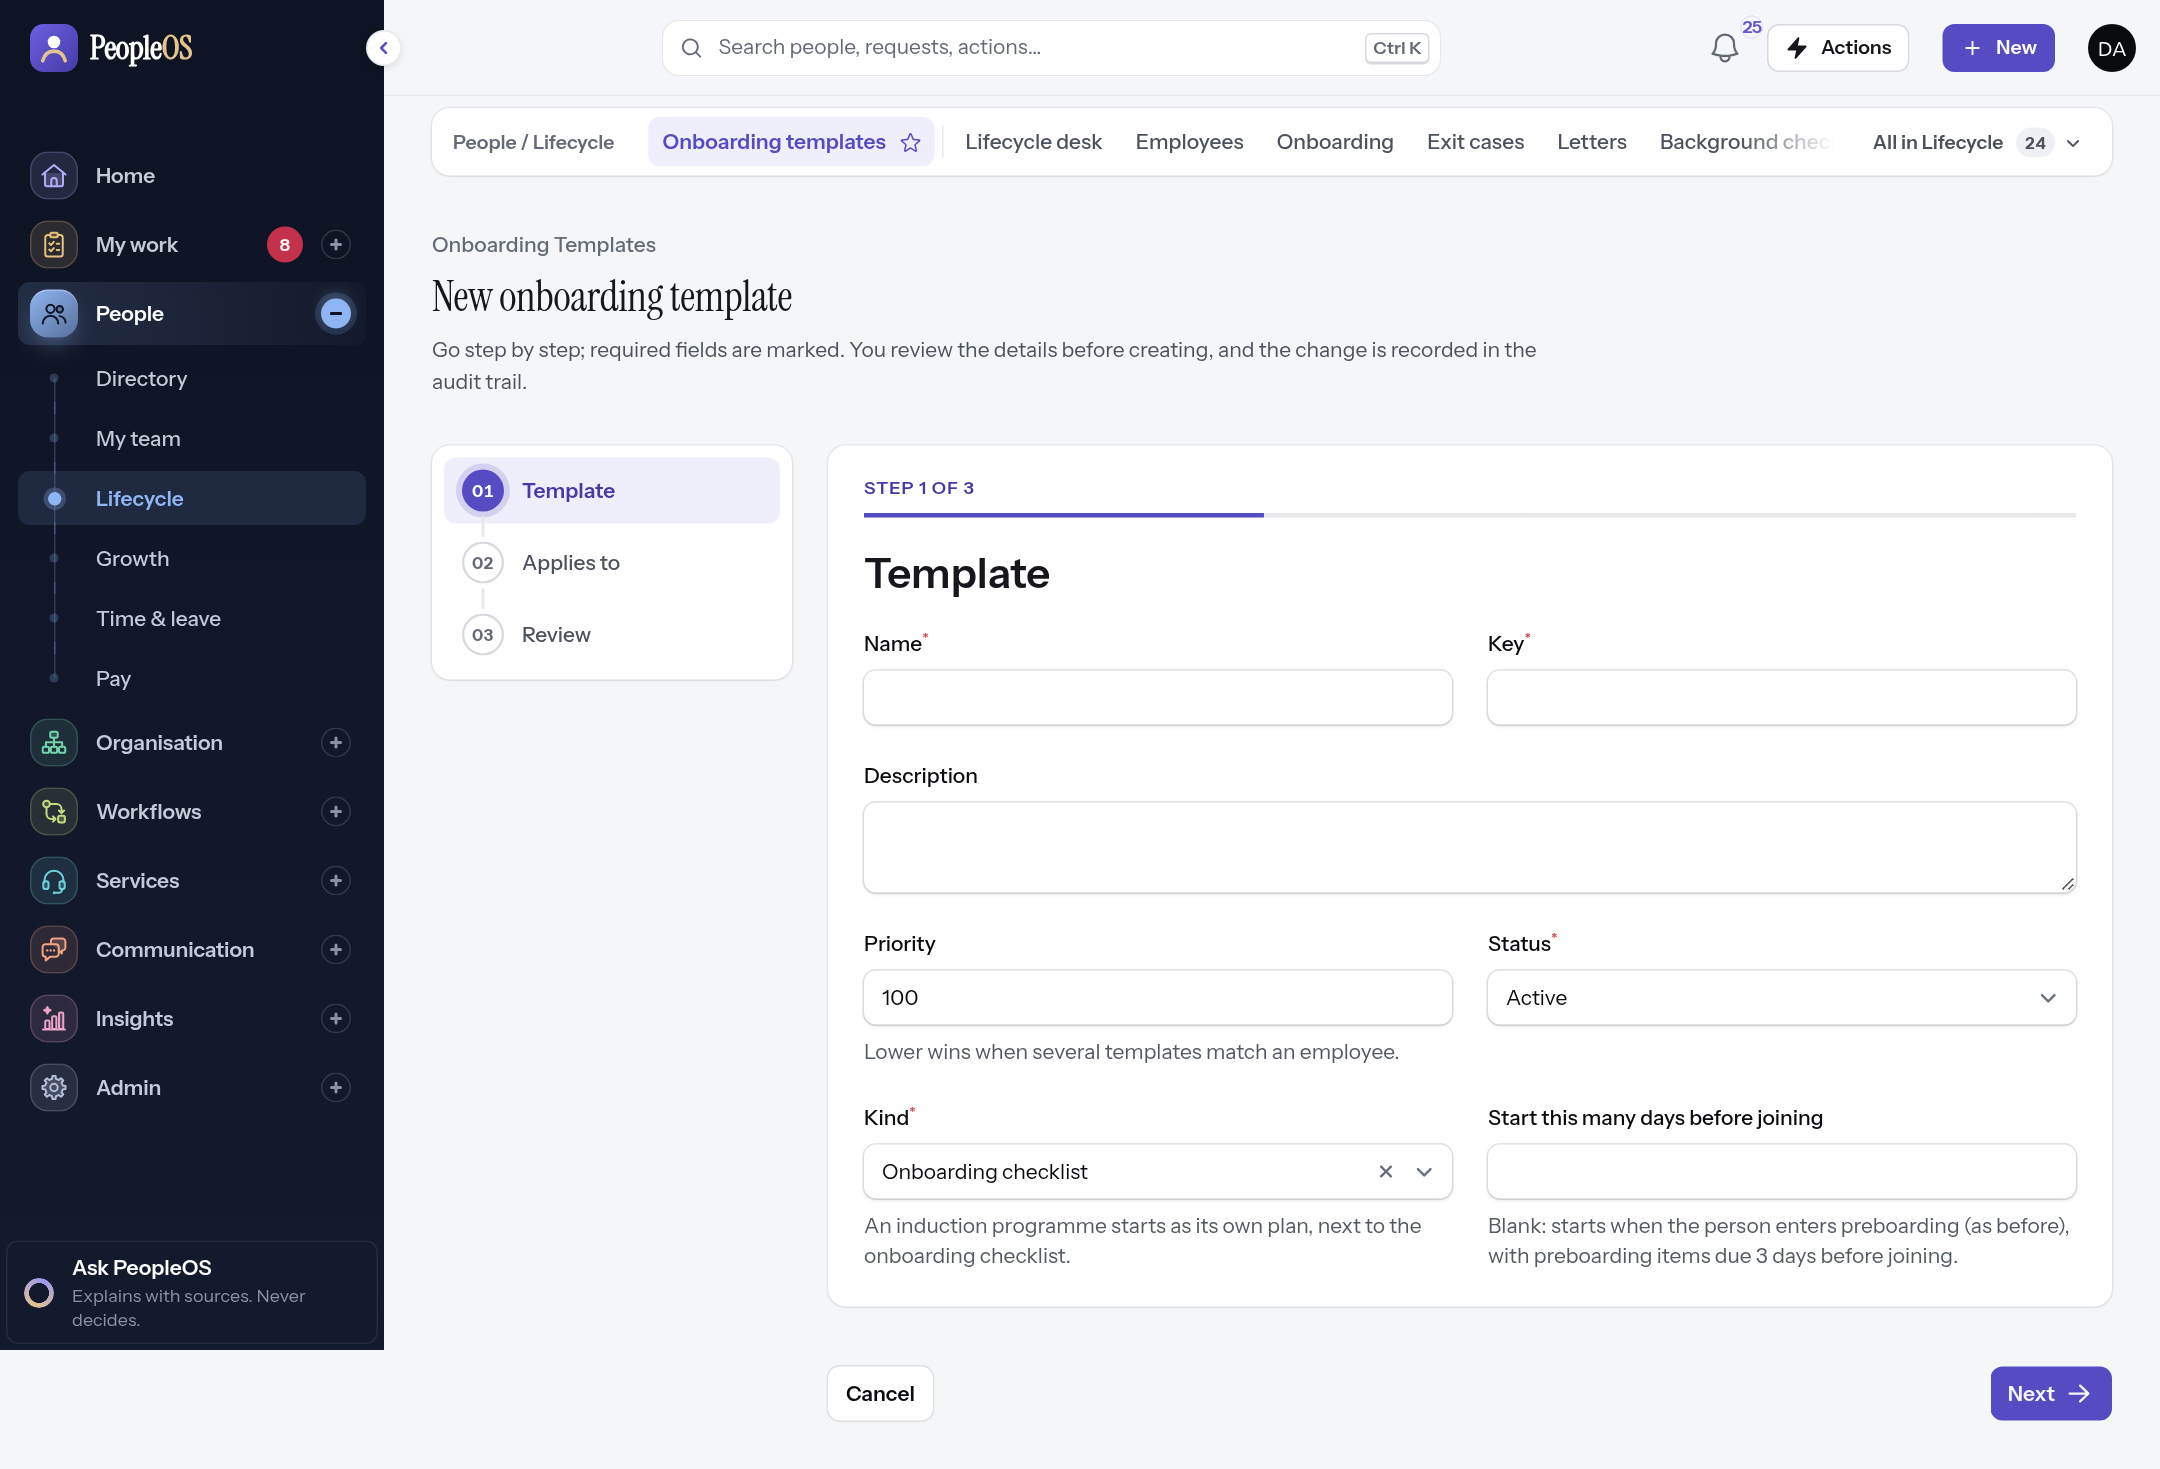 PeopleOS
Search people, requests, actions...
Ctrl K
25
Actions
New
DA
People / Lifecycle
Onboarding templates
Lifecycle desk
Employees
Onboarding
Exit cases
Letters
Background chec
All in Lifecycle
24
Home
My work
8
People
Directory
My team
Lifecycle
Growth
Time & leave
Pay
Organisation
Workflows
Services
Communication
Insights
Admin
Ask PeopleOS
Explains with sources. Never
decides.
Onboarding Templates
New onboarding template
Go step by step; required fields are marked. You review the details before creating, and the change is recorded in the
audit trail.
01 Template
02 Applies to
03 Review
STEP 1 OF 3
Template
Name*
Key*
Description
Priority
Status*
100
Active
Lower wins when several templates match an employee.
Kind*
Start this many days before joining
Onboarding checklist
An induction programme starts as its own plan, next to the
onboarding checklist.
Blank: starts when the person enters preboarding (as before),
with preboarding items due 3 days before joining.
Cancel
Next